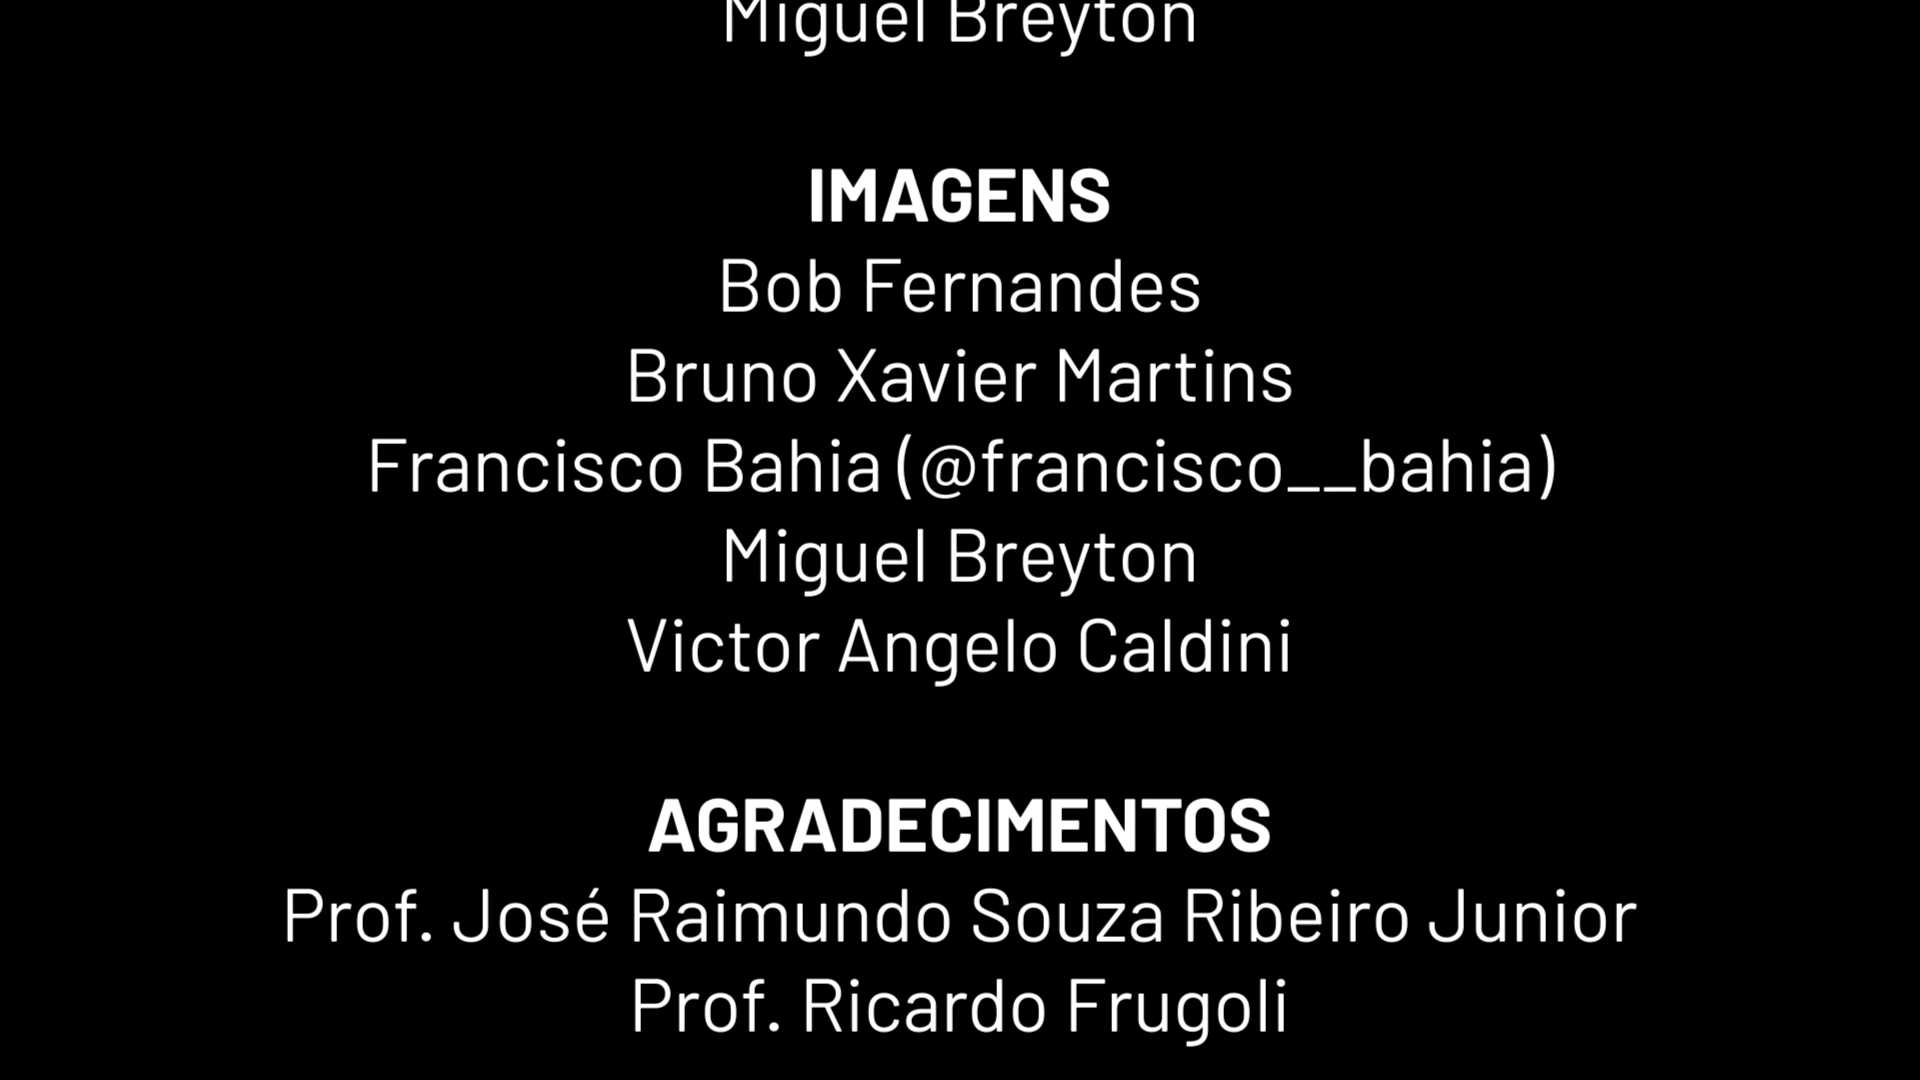 Miguel Breyton
IMAGENS
Bob Fernandes
Bruno Xavier Martins
Francisco Bahia (@francisco__bahia)
Miguel Breyton
Victor Angelo Caldini
AGRADECIMENTOS
Prof. José Raimundo Souza Ribeiro Junior
Prof. Ricardo Frugoli